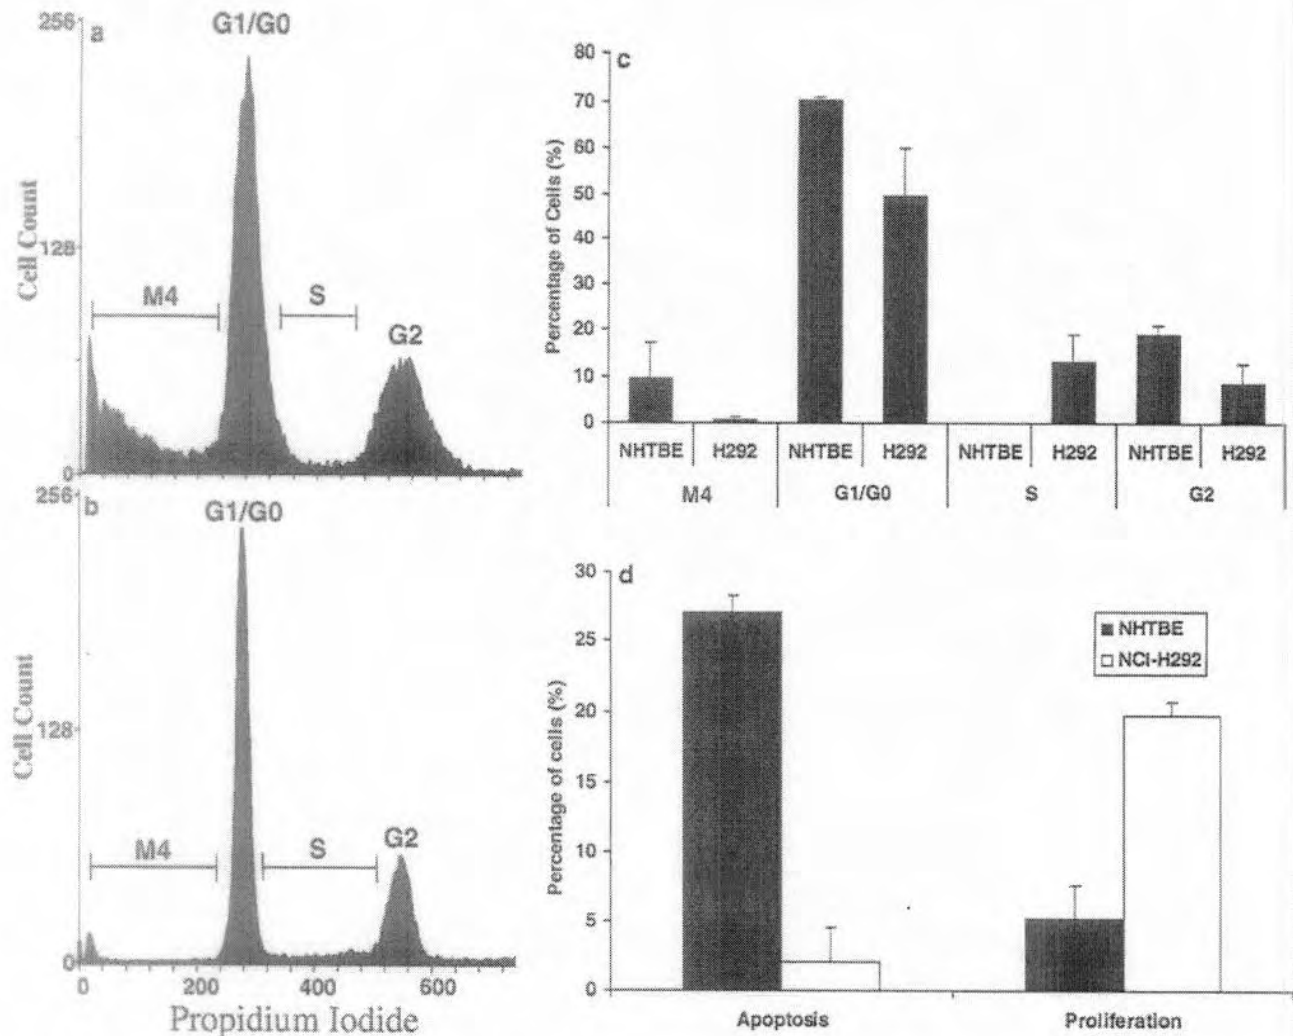 256
a
G1/G0
Cell Count
128
M4
S
G2
0
256
b
G1/G0
Cell Count
128
M4
S
G2
0
0
200
400
600
Propidium Iodide
c
80
70
60
50
40
30
20
10
0
Percentage of Cells (%)
NHTBE H292 NHTBE H292 NHTBE H292 NHTBE H292
M4 G1/G0 S G2
d
30
25
20
15
10
5
0
Percentage of cells (%)
NHTBE
NCI-H292
Apoptosis Proliferation